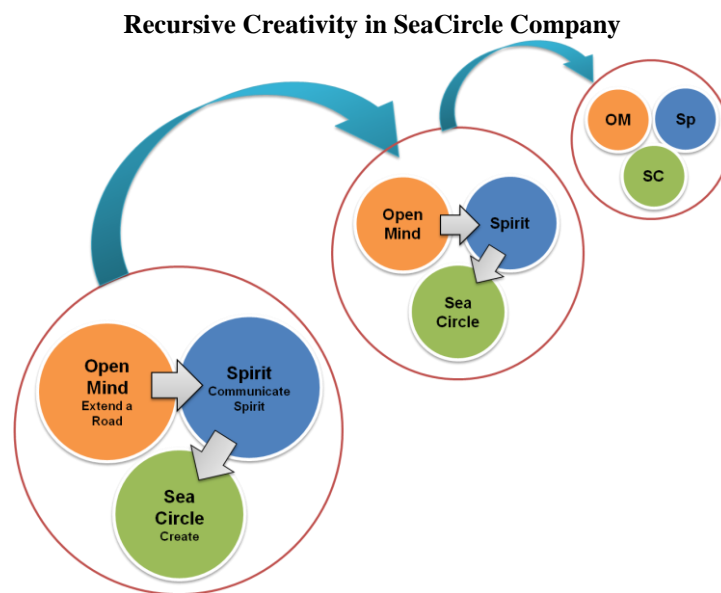 Recursive Creativity in SeaCircle Company
OM
Sp
SC
Open
Mind
Spirit
Sea
Circle
Open
Mind
Extend a
Road
Spirit
Communicate
Spirit
Sea
Circle
Create